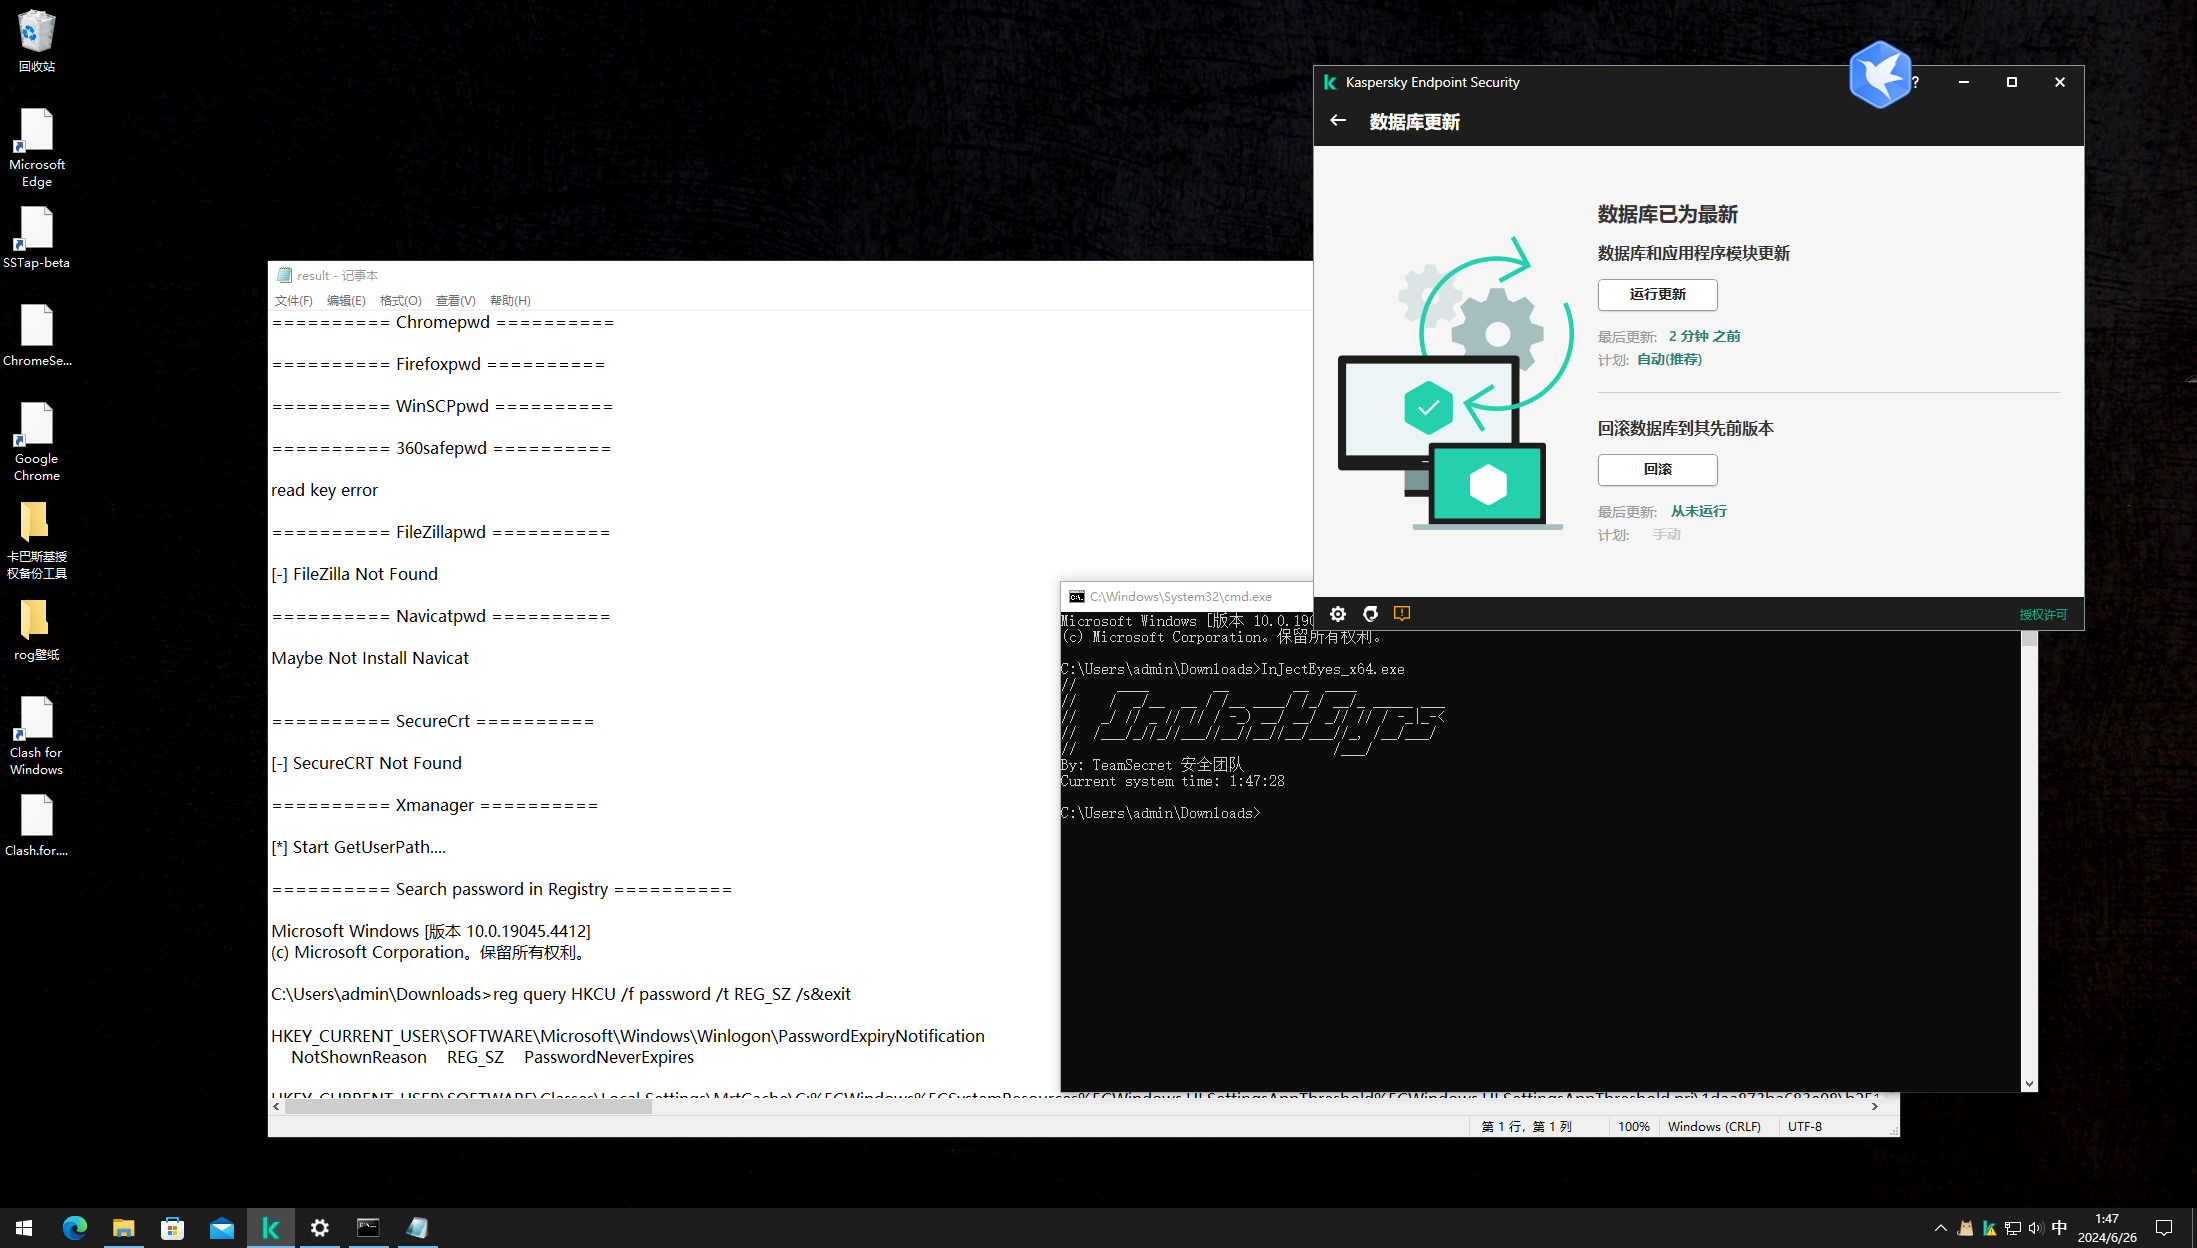 回收站
Microsoft
Edge
SSTap-beta
ChromeSe...
Google
Chrome
卡巴斯基授
权备份工具
rog壁纸
Clash for
Windows
Clash.for....
result - 记事本
文件(F) 编辑(E) 格式(O) 查看(V) 帮助(H)
========== Chromepwd ==========
========== Firefoxpwd ==========
========== WinSCPpwd ==========
========== 360safepwd ==========
read key error
========== FileZillapwd ==========
[-] FileZilla Not Found
========== Navicatpwd ==========
Maybe Not Install Navicat
========== SecureCrt ==========
[-] SecureCRT Not Found
========== Xmanager ==========
[*] Start GetUserPath....
========== Search password in Registry ==========
Microsoft Windows [版本 10.0.19045.4412]
(c) Microsoft Corporation。保留所有权利。
C:\Users\admin\Downloads>reg query HKCU /f password /t REG_SZ /s&exit
HKEY_CURRENT_USER\SOFTWARE\Microsoft\Windows\Winlogon\PasswordExpiryNotification
NotShownReason REG_SZ PasswordNeverExpires
第 1 行，第 1 列 100% Windows (CRLF) UTF-8
C:\Windows\System32\cmd.exe
Microsoft Windows [版本 10.0.190
(c) Microsoft Corporation。保留所有权利。
C:\Users\admin\Downloads>InJectEyes_x64.exe
By: TeamSecret 安全团队
Current system time: 1:47:28
C:\Users\admin\Downloads>
Kaspersky Endpoint Security
数据库更新
数据库已为最新
数据库和应用程序模块更新
运行更新
最后更新: 2 分钟 之前
计划: 自动(推荐)
回滚数据库到其先前版本
回滚
最后更新: 从未运行
计划: 手动
授权许可
中
1:47
2024/6/26